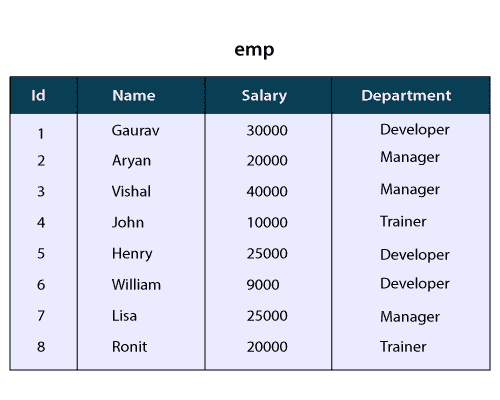 emp
Id Name Salary Department
1 Gaurav 30000 Developer
2 Aryan 20000 Manager
3 Vishal 40000 Manager
4 John 10000 Trainer
5 Henry 25000 Developer
6 William 9000 Developer
7 Lisa 25000 Manager
8 Ronit 20000 Trainer